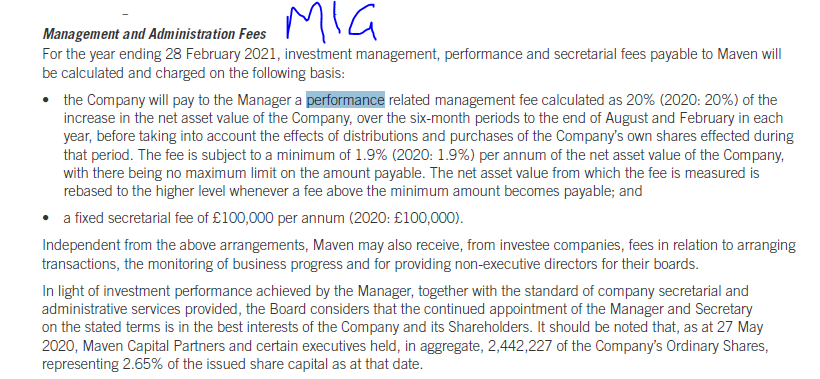 MIG
Management and Administration Fees
For the year ending 28 February 2021, investment management, performance and secretarial fees payable to Maven will
be calculated and charged on the following basis:
• the Company will pay to the Manager a performance related management fee calculated as 20% (2020: 20%) of the
increase in the net asset value of the Company, over the six-month periods to the end of August and February in each
year, before taking into account the effects of distributions and purchases of the Company's own shares effected during
that period. The fee is subject to a minimum of 1.9% (2020: 1.9%) per annum of the net asset value of the Company,
with there being no maximum limit on the amount payable. The net asset value from which the fee is measured is
rebased to the higher level whenever a fee above the minimum amount becomes payable; and
• a fixed secretarial fee of £100,000 per annum (2020: £100,000).
Independent from the above arrangements, Maven may also receive, from investee companies, fees in relation to arranging
transactions, the monitoring of business progress and for providing non-executive directors for their boards.
In light of investment performance achieved by the Manager, together with the standard of company secretarial and
administrative services provided, the Board considers that the continued appointment of the Manager and Secretary
on the stated terms is in the best interests of the Company and its Shareholders. It should be noted that, as at 27 May
2020, Maven Capital Partners and certain executives held, in aggregate, 2,442,227 of the Company's Ordinary Shares,
representing 2.65% of the issued share capital as at that date.